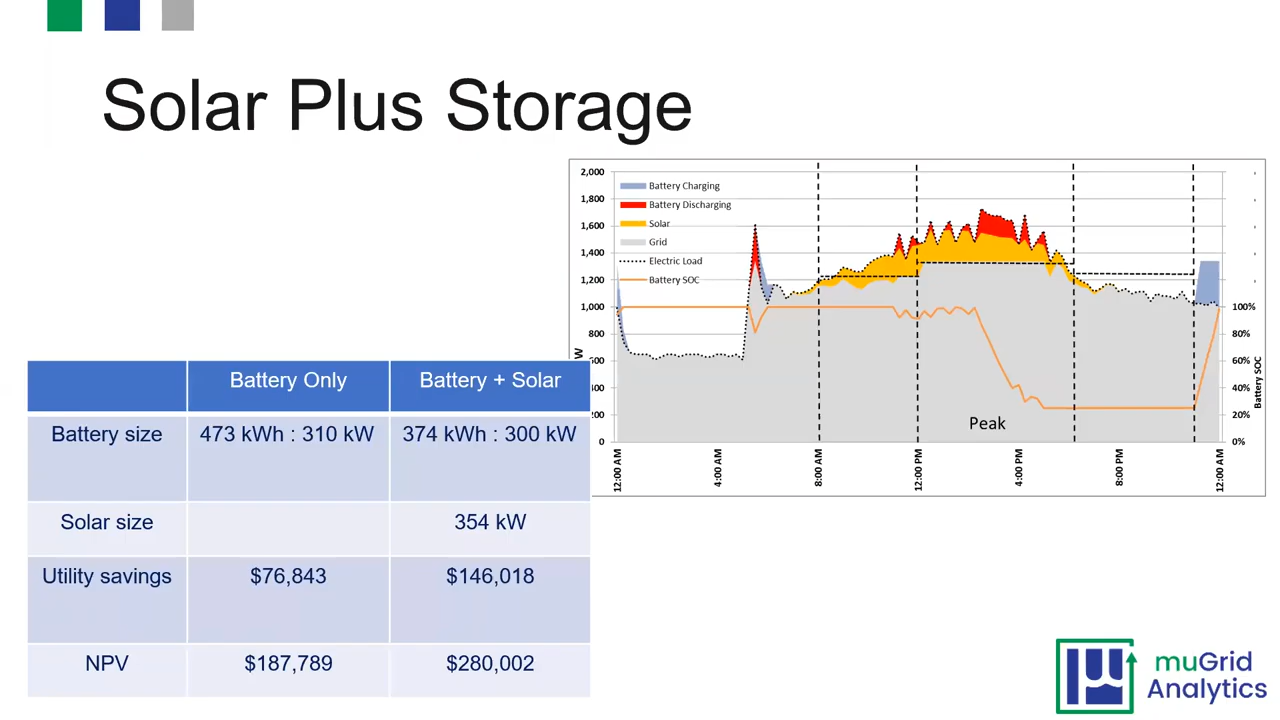 Solar Plus Storage
2,000
1,800
1,600
1,400
1,200
1,000
800
600
400
200
0
W
Battery Charging
Battery Discharging
Solar
Grid
Electric Load
Battery SOC
Peak
100%
80%
60%
40%
20%
0%
Battery SOC
12:00 AM
4:00 AM
8:00 AM
12:00 PM
4:00 PM
8:00 PM
12:00 AM
Battery Only Battery + Solar
Battery size 473 kWh : 310 kW 374 kWh : 300 kW
Solar size 354 kW
Utility savings $76,843 $146,018
NPV $187,789 $280,002
muGrid
Analytics